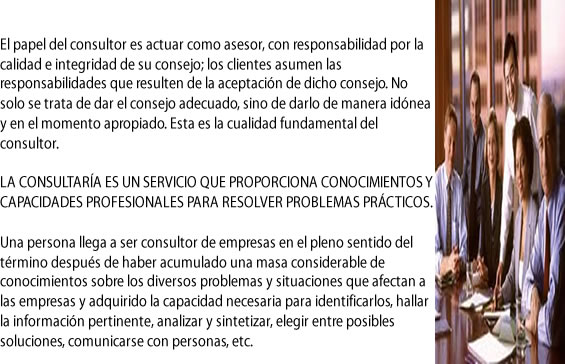 El papel del consultor es actuar como asesor, con responsabilidad por la
calidad e integridad de su consejo; los clientes asumen las
responsabilidades que resulten de la aceptación de dicho consejo. No
solo se trata de dar el consejo adecuado, sino de darlo de manera idónea
y en el momento apropiado. Esta es la cualidad fundamental del
consultor.
LA CONSULTARÍA ES UN SERVICIO QUE PROPORCIONA CONOCIMIENTOS Y
CAPACIDADES PROFESIONALES PARA RESOLVER PROBLEMAS PRÁCTICOS.
Una persona llega a ser consultor de empresas en el pleno sentido del
término después de haber acumulado una masa considerable de
conocimientos sobre los diversos problemas y situaciones que afectan a
las empresas y adquirido la capacidad necesaria para identificarlos, hallar
la información pertinente, analizar y sintetizar, elegir entre posibles
soluciones, comunicarse con personas, etc.